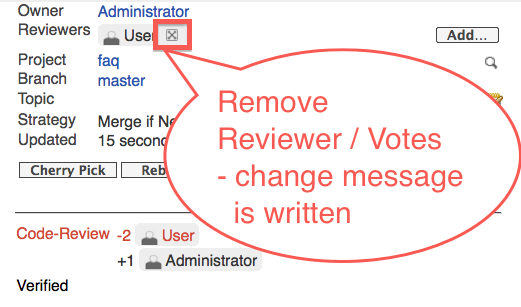 Owner Administrator
Reviewers User Add...
Project faq
Branch master
Topic
Strategy Merge if Ne
Updated 15 secon
Cherry Pick Reb
Remove
Reviewer / Votes
- change message
is written
Code-Review -2 User
+1 Administrator
Verified